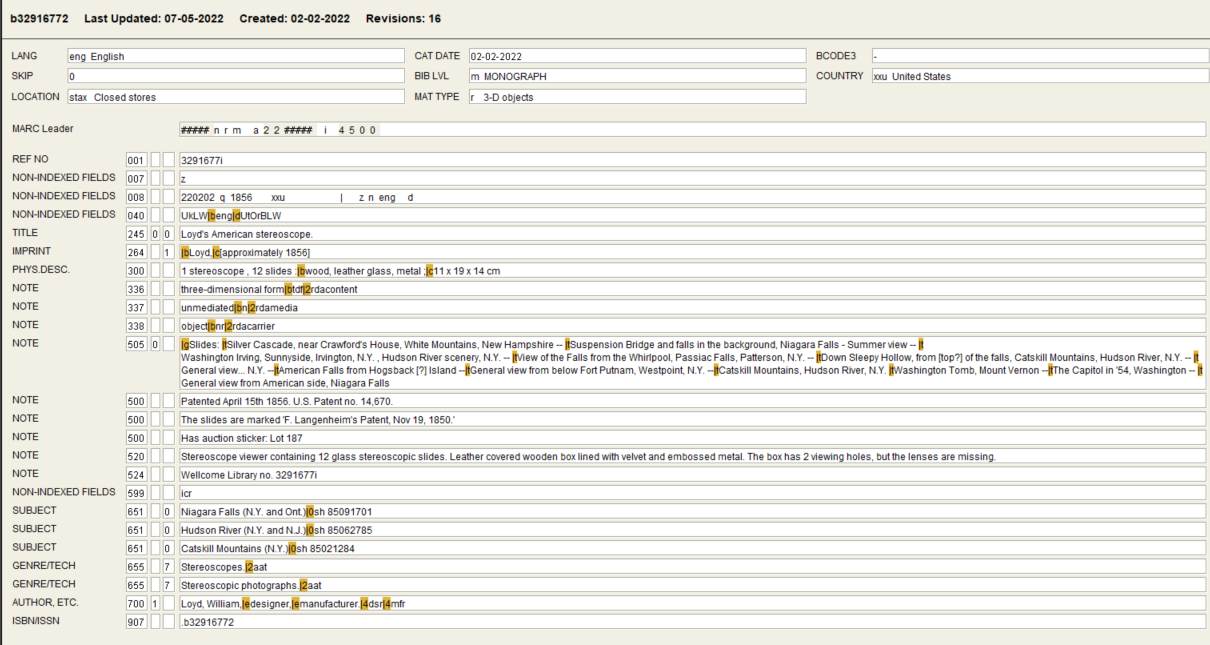 b32916772 Last Updated: 07-05-2022 Created: 02-02-2022 Revisions: 16
LANG eng English CAT DATE 02-02-2022 BCODE3 -
SKIP 0 BIB LVL m MONOGRAPH COUNTRY xxu United States
LOCATION stax Closed stores MAT TYPE r 3-D objects
MARC Leader ##### n r m a 2 2 ##### i 4 5 0 0
REF NO 001 3291677i
NON-INDEXED FIELDS 007 z
NON-INDEXED FIELDS 008 220202 q 1856 xxu | z n eng d
NON-INDEXED FIELDS 040 UkLW|beng|dUtOrBLW
TITLE 245 0 0 Loyd's American stereoscope.
IMPRINT 264 1 |bLoyd,|c[approximately 1856]
PHYS.DESC. 300 1 stereoscope , 12 slides :|bwood, leather glass, metal ;|c11 x 19 x 14 cm
NOTE 336 three-dimensional form|btdf|2rdacontent
NOTE 337 unmediated|bn|2rdamedia
NOTE 338 object|bnr|2rdacarrier
NOTE 505 0 |gSlides: |tSilver Cascade, near Crawford's House, White Mountains, New Hampshire -- |tSuspension Bridge and falls in the background, Niagara Falls - Summer view -- |t
Washington Irving, Sunnyside, Irvington, N.Y. , Hudson River scenery, N.Y. -- |tView of the Falls from the Whirlpool, Passiac Falls, Patterson, N.Y. -- |tDown Sleepy Hollow, from [top?] of the falls, Catskill Mountains, Hudson River, N.Y. -- |t
General view... N.Y. --|tAmerican Falls from Hogsback [?] Island --|tGeneral view from below Fort Putnam, Westpoint, N.Y. --|tCatskill Mountains, Hudson River, N.Y. |tWashington Tomb, Mount Vernon --|tThe Capitol in '54, Washington -- |t
General view from American side, Niagara Falls
NOTE 500 Patented April 15th 1856. U.S. Patent no. 14,670.
NOTE 500 The slides are marked 'F. Langenheim's Patent, Nov 19, 1850.'
NOTE 500 Has auction sticker: Lot 187
NOTE 520 Stereoscope viewer containing 12 glass stereoscopic slides. Leather covered wooden box lined with velvet and embossed metal. The box has 2 viewing holes, but the lenses are missing.
NOTE 524 Wellcome Library no. 3291677i
NON-INDEXED FIELDS 599 icr
SUBJECT 651 0 Niagara Falls (N.Y. and Ont.)|0sh 85091701
SUBJECT 651 0 Hudson River (N.Y. and N.J.)|0sh 85062785
SUBJECT 651 0 Catskill Mountains (N.Y.)|0sh 85021284
GENRE/TECH 655 7 Stereoscopes.|2aat
GENRE/TECH 655 7 Stereoscopic photographs.|2aat
AUTHOR, ETC. 700 1 Loyd, William,|edesigner,|emanufacturer.|4dsr|4mfr
ISBN/ISSN 907 .b32916772